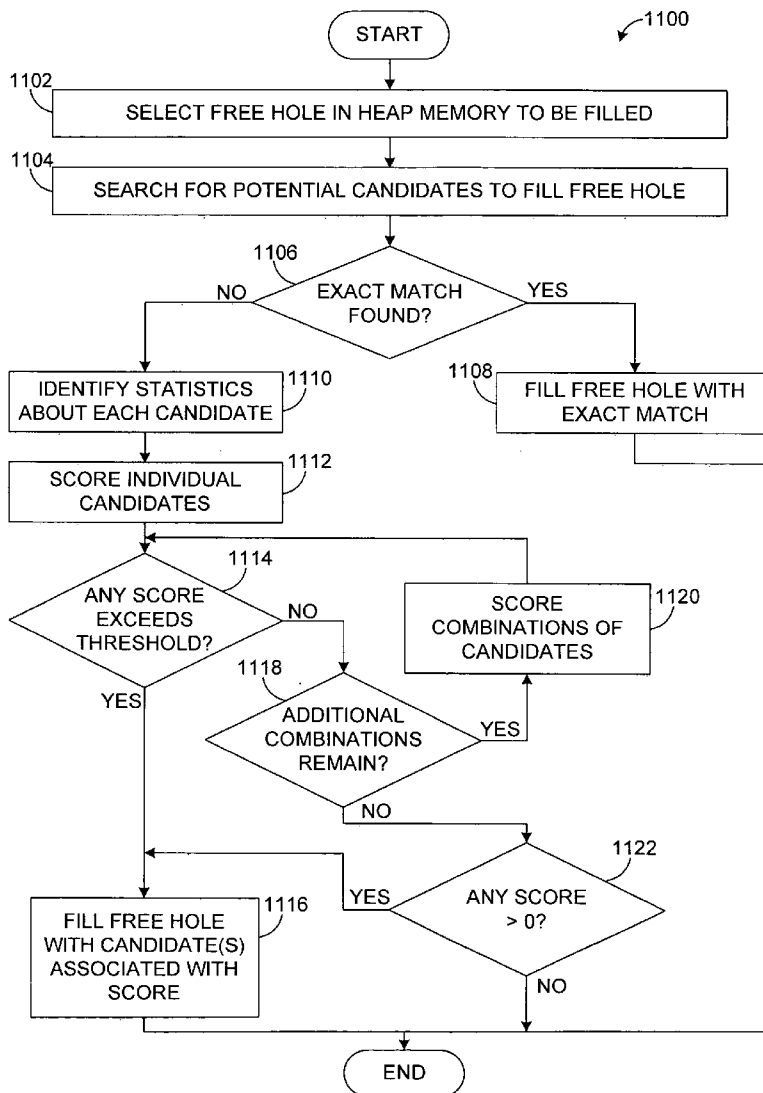 START
1100
1102
SELECT FREE HOLE IN HEAP MEMORY TO BE FILLED
1104
SEARCH FOR POTENTIAL CANDIDATES TO FILL FREE HOLE
1106
NO
EXACT MATCH
FOUND?
YES
IDENTIFY STATISTICS
ABOUT EACH CANDIDATE
1110
1108
FILL FREE HOLE WITH
EXACT MATCH
SCORE INDIVIDUAL
CANDIDATES
1112
1114
ANY SCORE
EXCEEDS
THRESHOLD?
NO
SCORE
COMBINATIONS OF
CANDIDATES
1120
YES
1118
ADDITIONAL
COMBINATIONS
REMAIN?
YES
NO
1122
YES
ANY SCORE
> 0?
1116
FILL FREE HOLE
WITH CANDIDATE(S)
ASSOCIATED WITH
SCORE
NO
END